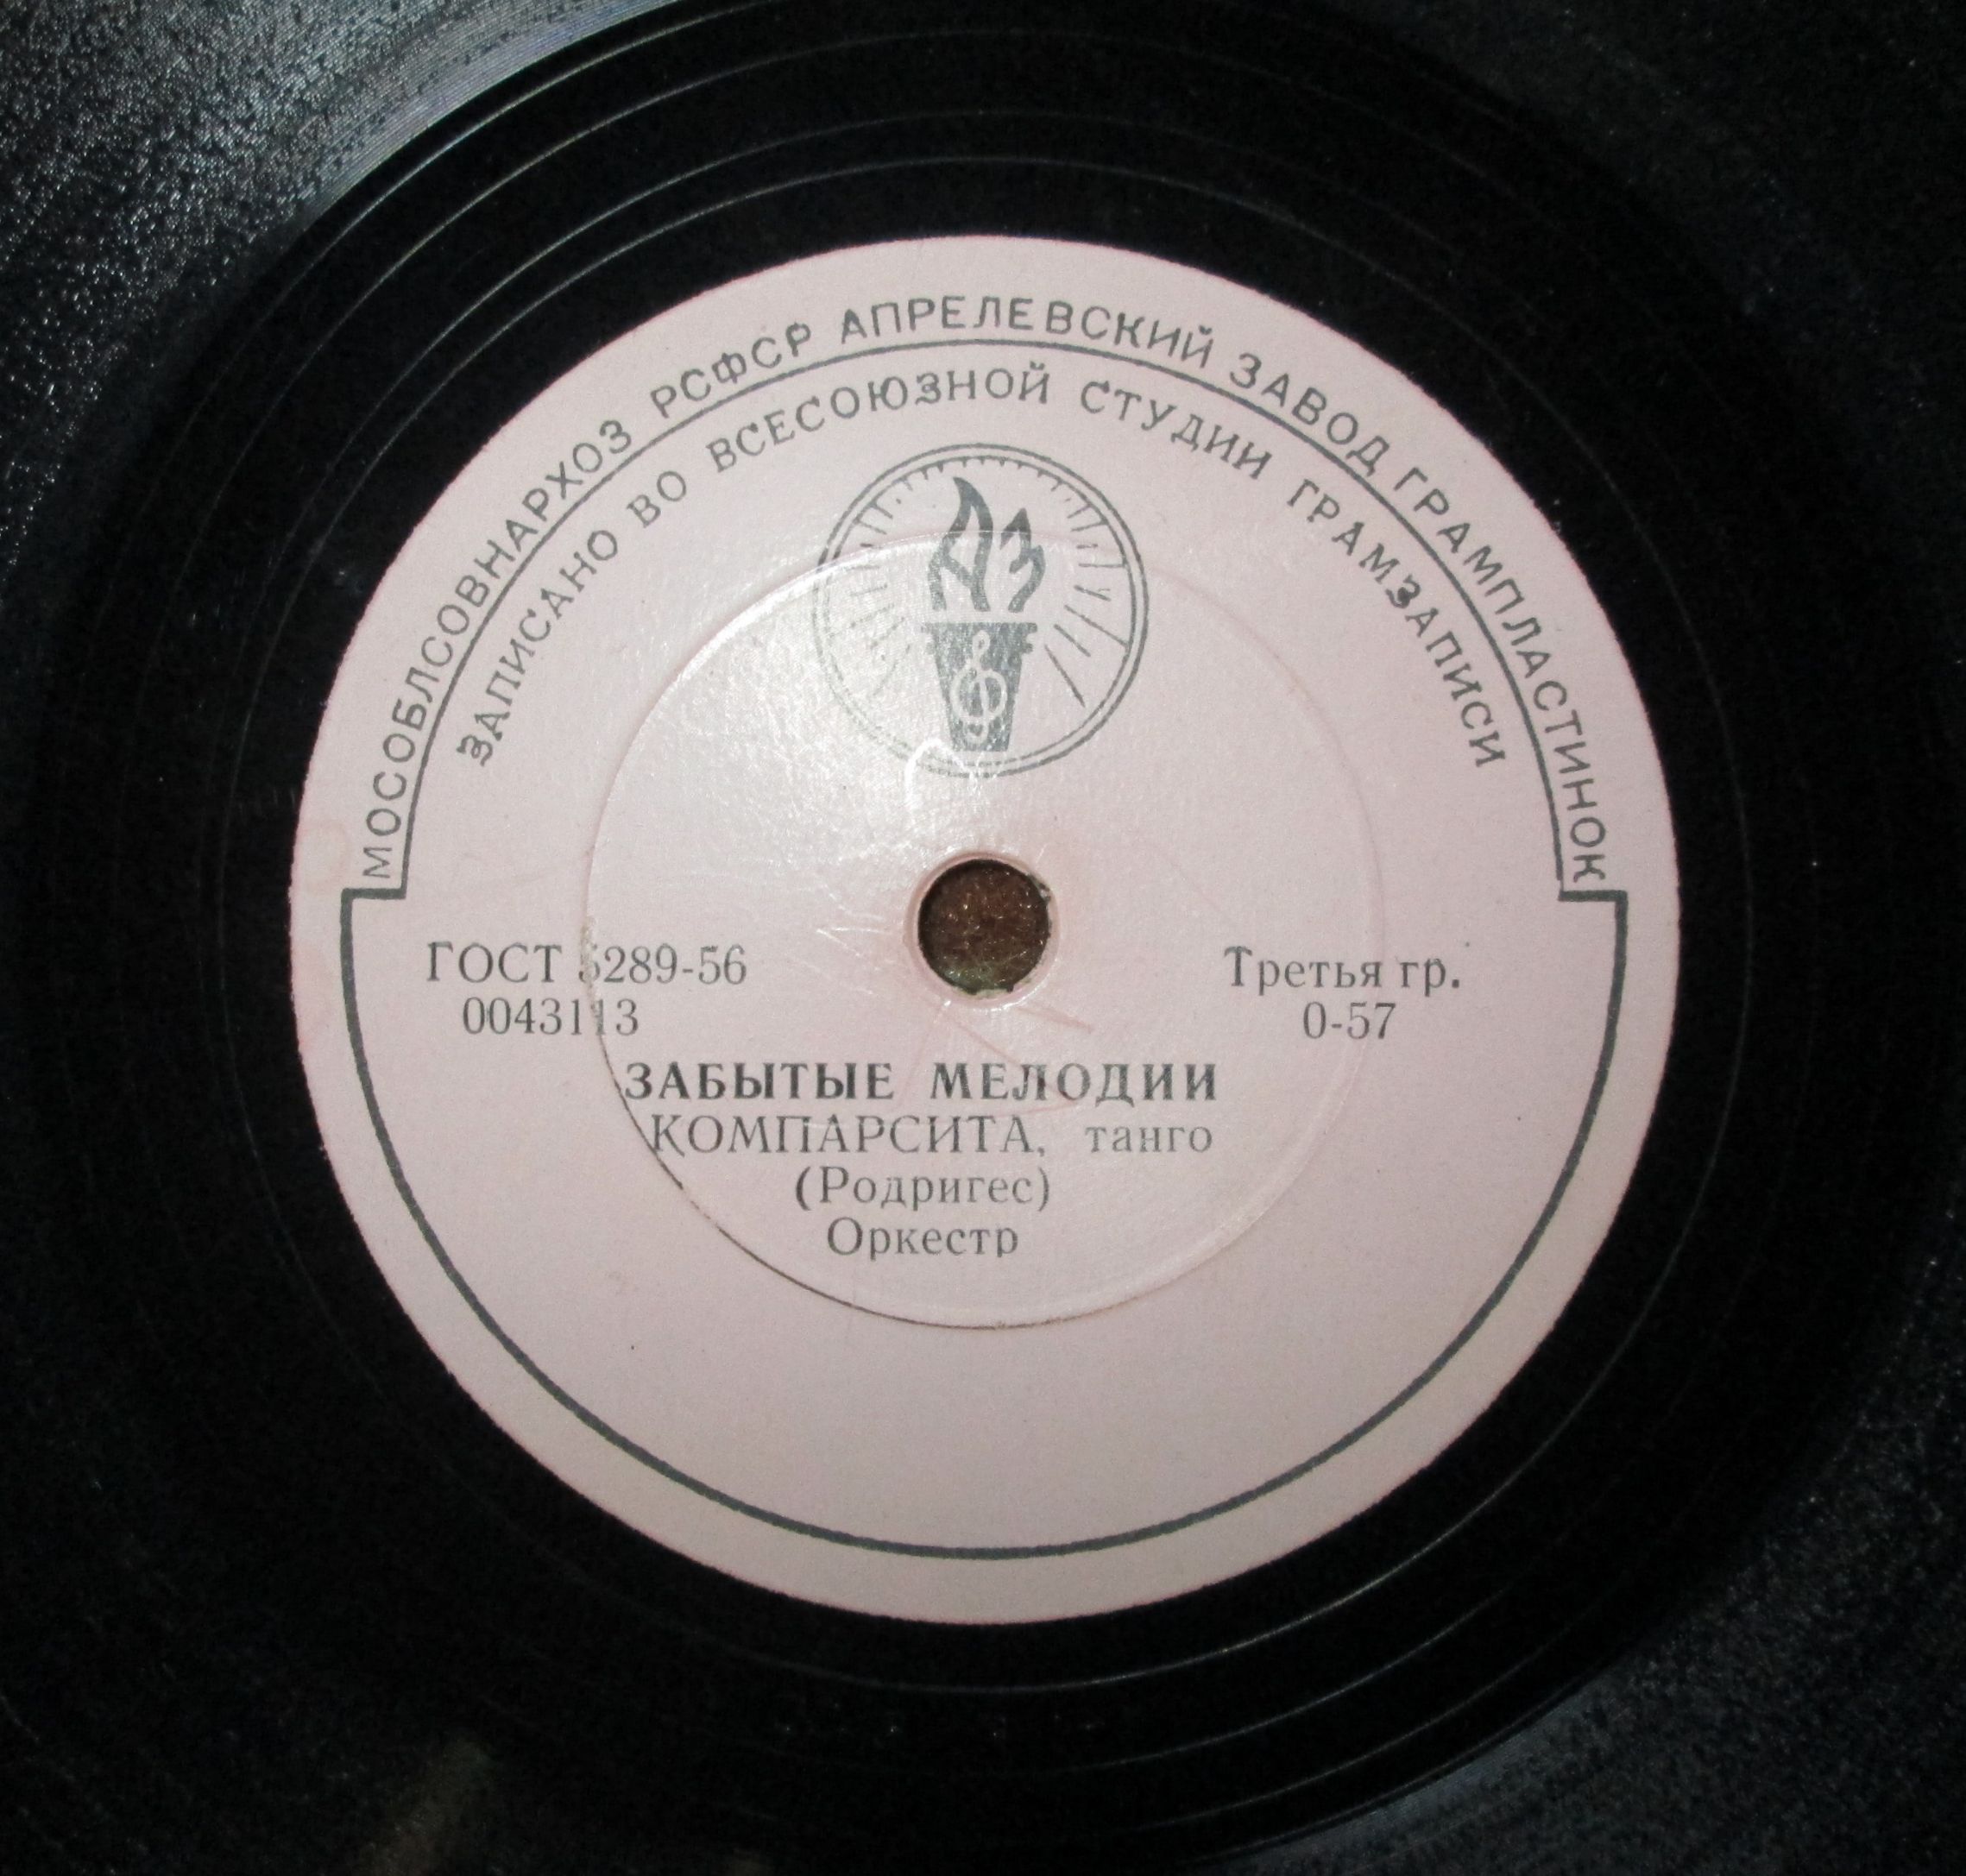 МОСОБЛСОВНАРХОЗ РСФСР АПРЕЛЕВСКИЙ ЗАВОД ГРАМПЛАСТИНОК
ЗАПИСАНО ВО ВСЕСОЮЗНОЙ СТУДИИ ГРАМЗАПИСИ
АЗ
ГОСТ 5289-56
0043113
Третья гр.
0-57
ЗАБЫТЫЕ МЕЛОДИИ
КОМПАРСИТА, танго
(Родригес)
Оркестр